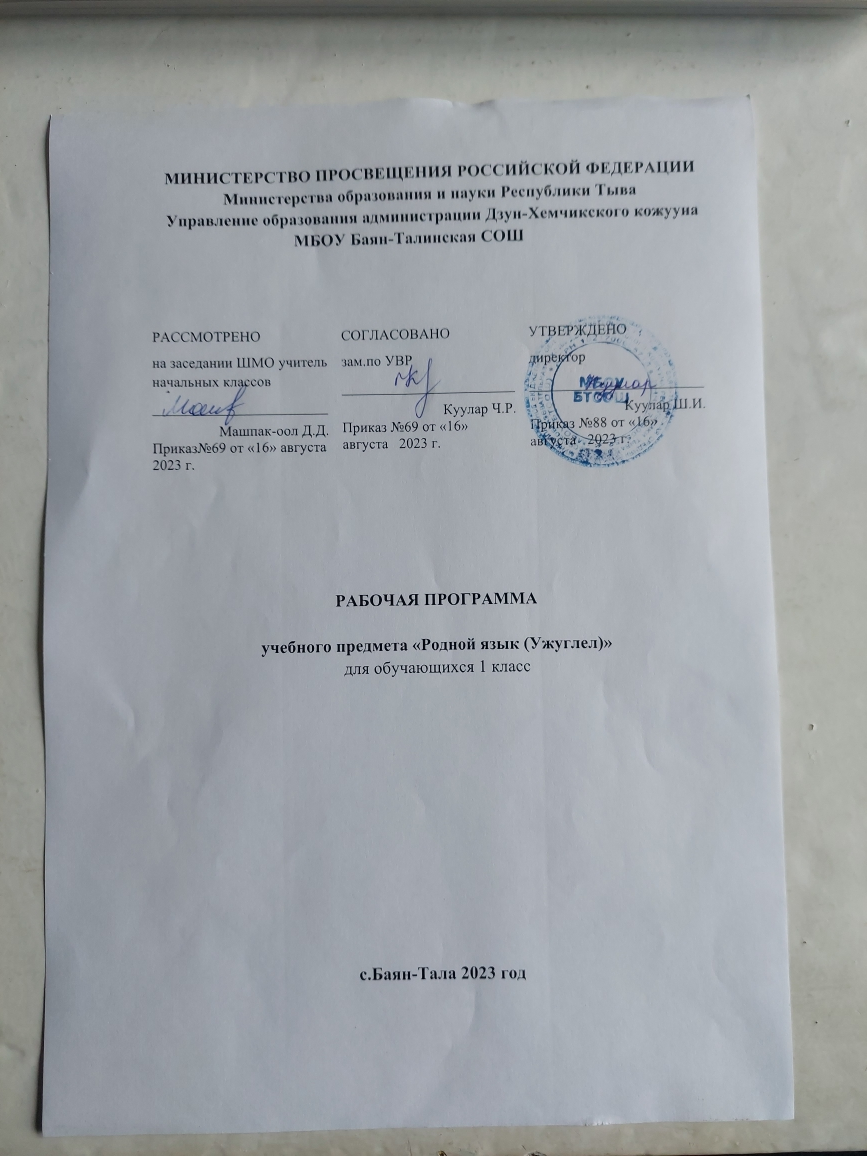 МИНИСТЕРСТВО ПРОСВЕЩЕНИЯ РОССИЙСКОЙ ФЕДЕРАЦИИ
Министерства образования и науки Республики Тыва
Управление образования администрации Дзун-Хемчикского кожууна
МБОУ Баян-Талинская СОШ
РАССМОТРЕНО
на заседании ШМО учитель
начальных классов
Машпак-оол Д.Д.
Приказ№69 от «16» августа
2023 г.
СОГЛАСОВАНО
зам.по УВР
Куулар Ч.Р.
Приказ №69 от «16»
августа 2023 г.
УТВЕРЖДЕНО
директор
МБОУ
БТСОШ
Куулар Ш.И.
Приказ №88 от «16»
августа 2023 г.
РАБОЧАЯ ПРОГРАММА
учебного предмета «Родной язык (Ужуглел)»
для обучающихся 1 класс
с.Баян-Тала 2023 год